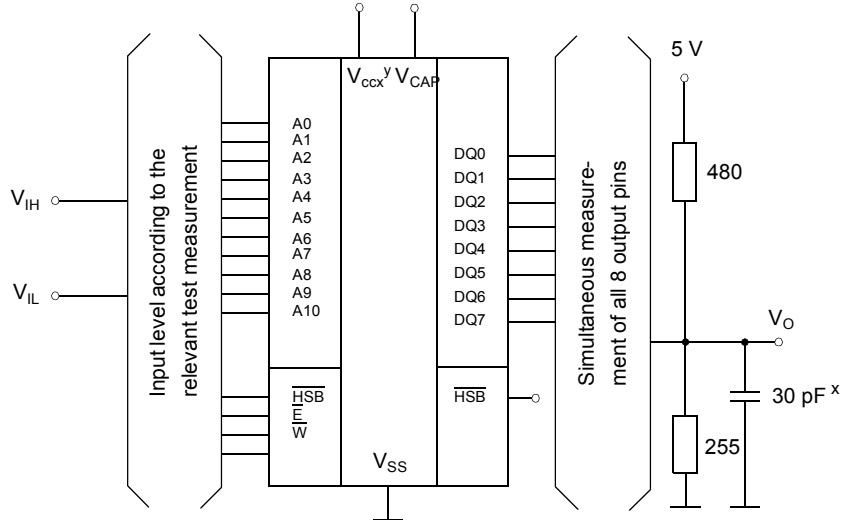 V_IH
V_IL
Input level according to the
relevant test measurement
V_ccx^y V_CAP
A0
A1
A2
A3
A4
A5
A6
A7
A8
A9
A10
HSB
E
W
V_SS
DQ0
DQ1
DQ2
DQ3
DQ4
DQ5
DQ6
DQ7
HSB
Simultaneous measure-
ment of all 8 output pins
5 V
480
V_O
30 pF ^x
255